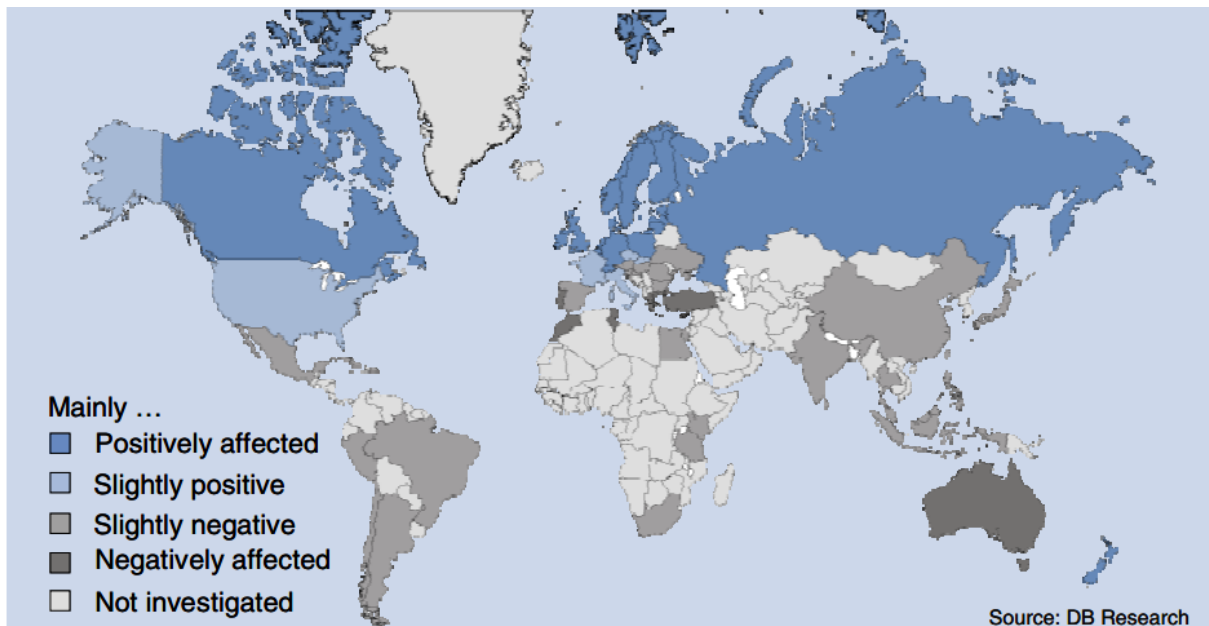 Mainly ...
Positively affected
Slightly positive
Slightly negative
Negatively affected
Not investigated
Source: DB Research